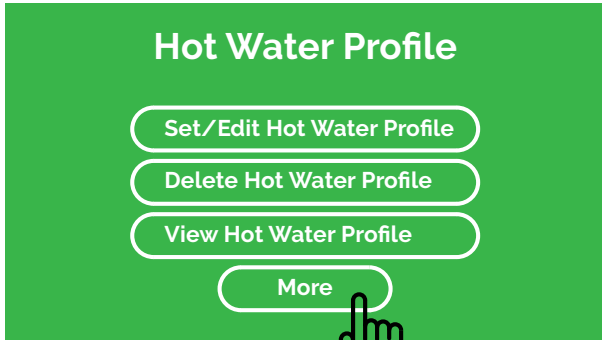 Hot Water Profile
Set/Edit Hot Water Profile
Delete Hot Water Profile
View Hot Water Profile
More